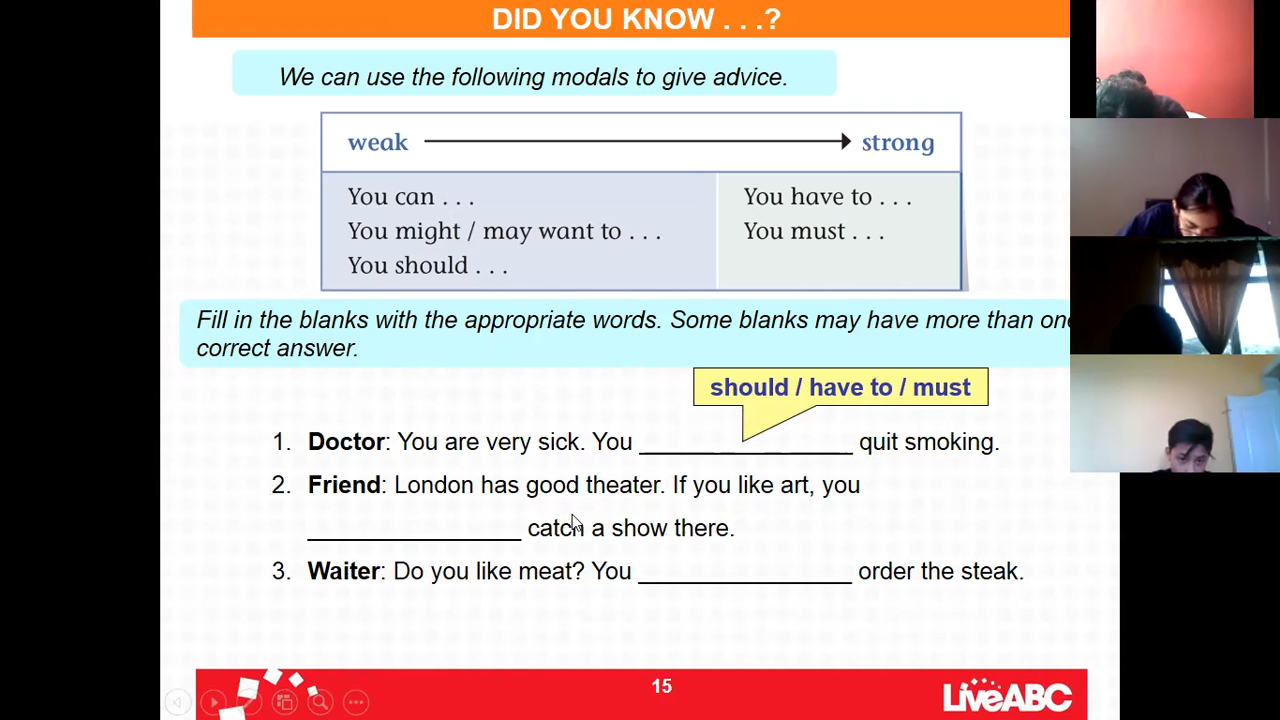 DID YOU KNOW . . .?
We can use the following modals to give advice.
weak strong
You can . . .
You might / may want to . . .
You should . . .
You have to . . .
You must . . .
Fill in the blanks with the appropriate words. Some blanks may have more than one
correct answer.
should / have to / must
1. Doctor: You are very sick. You ________________ quit smoking.
2. Friend: London has good theater. If you like art, you
________________ catch a show there.
3. Waiter: Do you like meat? You ________________ order the steak.
15
LiveABC